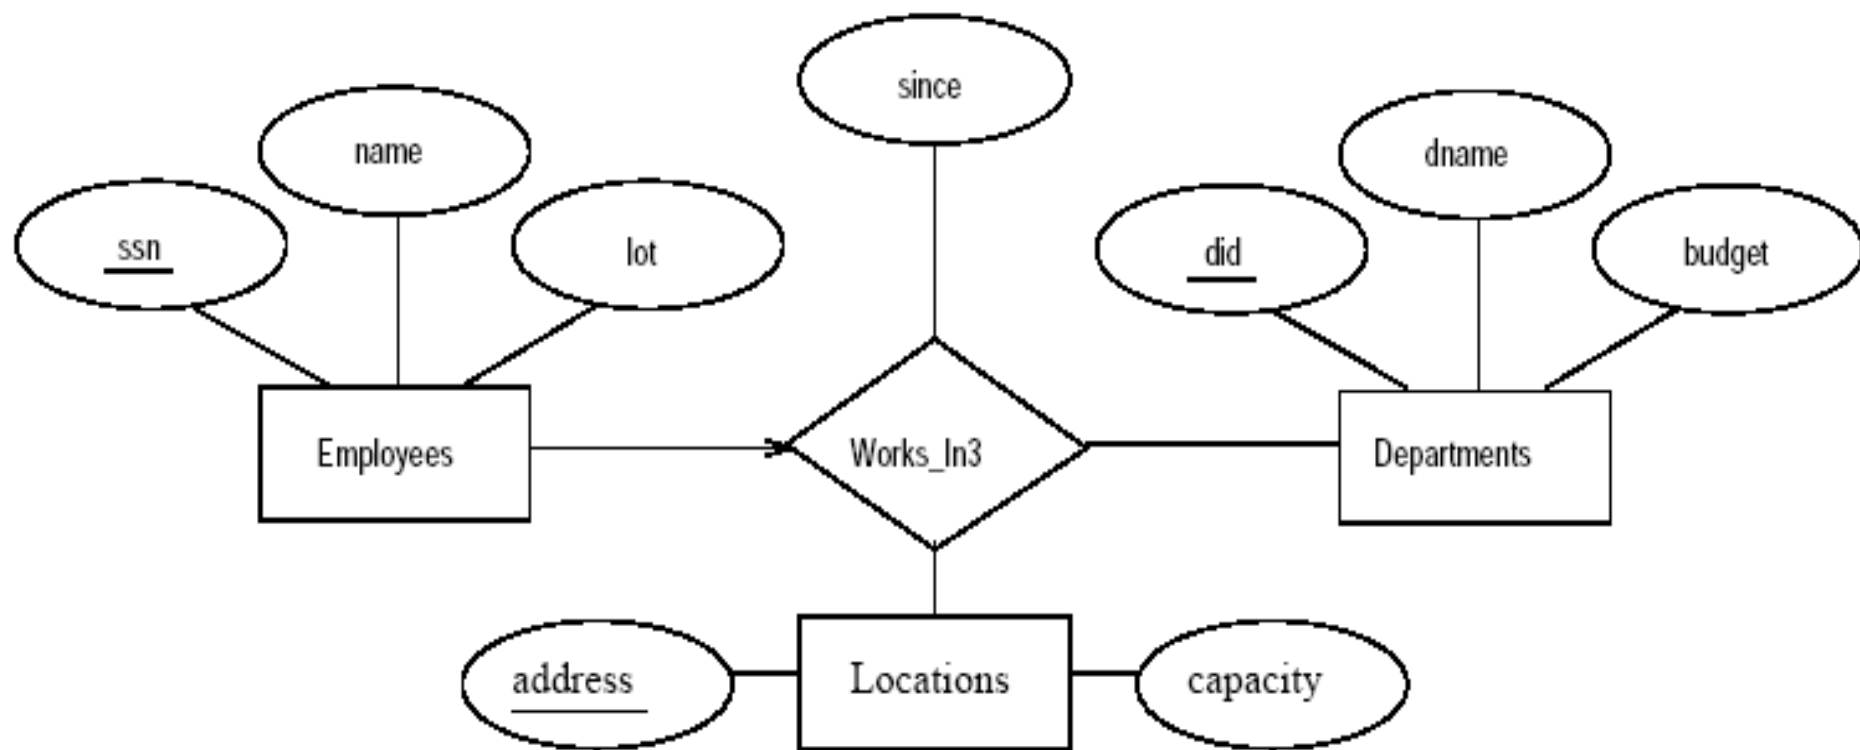 since
name
dname
ssn
lot
did
budget
Employees
Works_In3
Departments
address
Locations
capacity